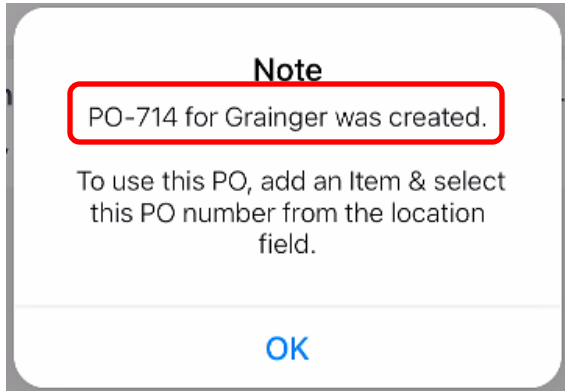 Note
PO-714 for Grainger was created.
To use this PO, add an Item & select
this PO number from the location
field.
OK